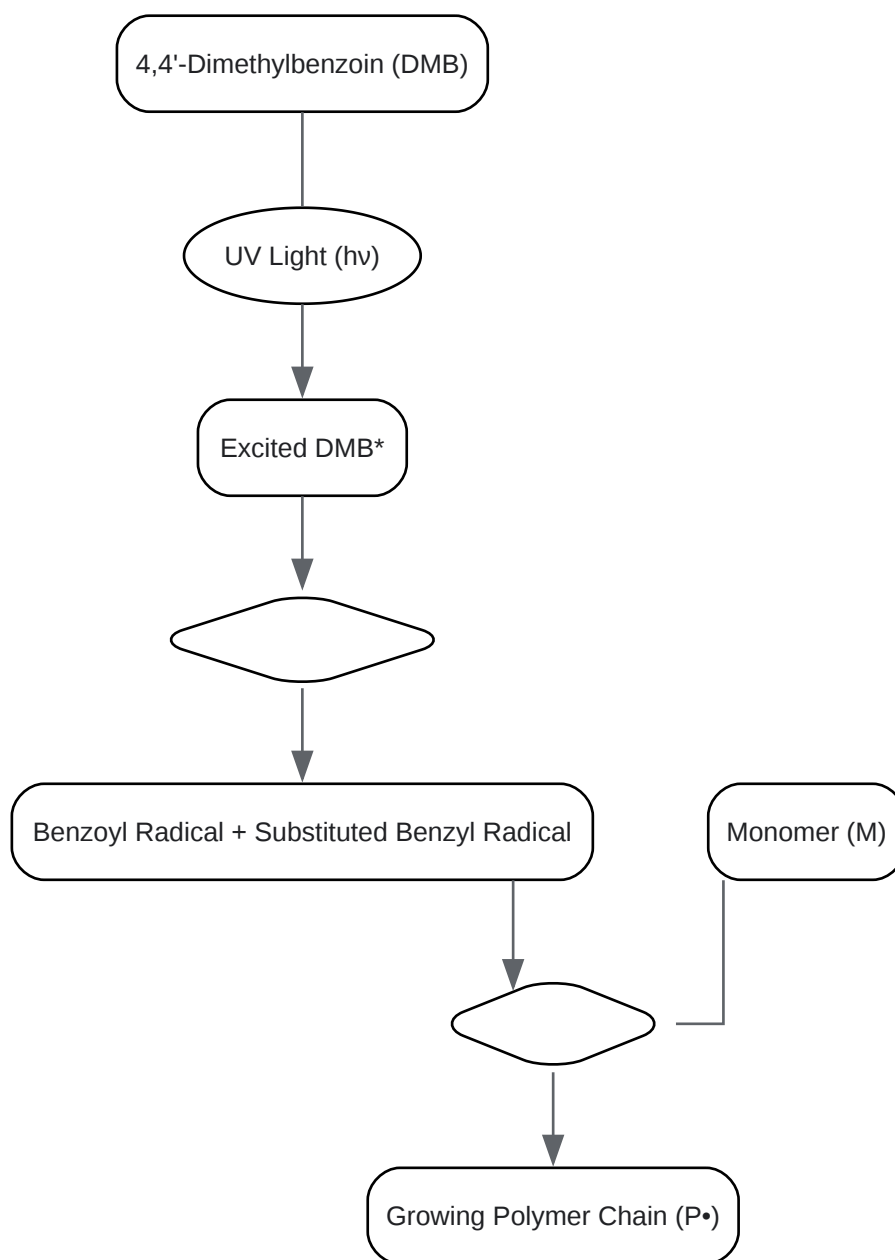 4,4'-Dimethylbenzoin (DMB)
UV Light (hν)
Excited DMB*
Benzoyl Radical + Substituted Benzyl Radical
Monomer (M)
Growing Polymer Chain (P•)